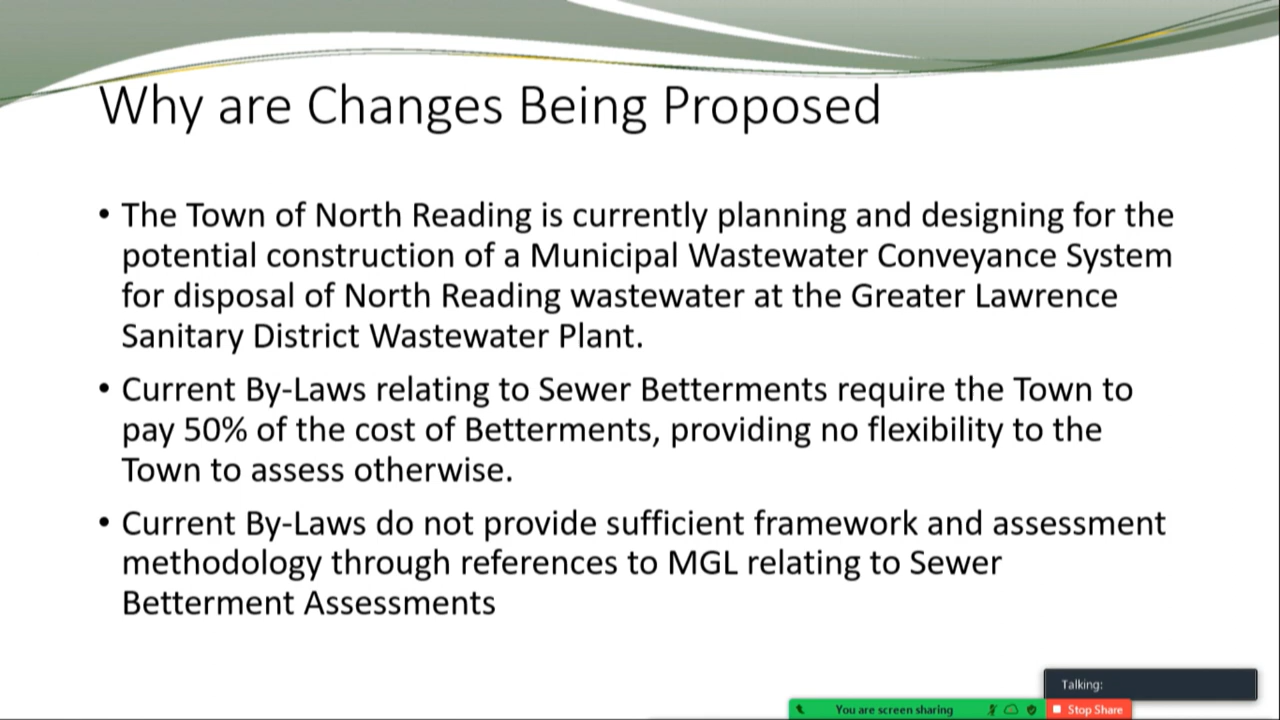 Why are Changes Being Proposed
• The Town of North Reading is currently planning and designing for the
potential construction of a Municipal Wastewater Conveyance System
for disposal of North Reading wastewater at the Greater Lawrence
Sanitary District Wastewater Plant.
• Current By-Laws relating to Sewer Betterments require the Town to
pay 50% of the cost of Betterments, providing no flexibility to the
Town to assess otherwise.
• Current By-Laws do not provide sufficient framework and assessment
methodology through references to MGL relating to Sewer
Betterment Assessments
Talking:
You are screen sharing
Stop Share